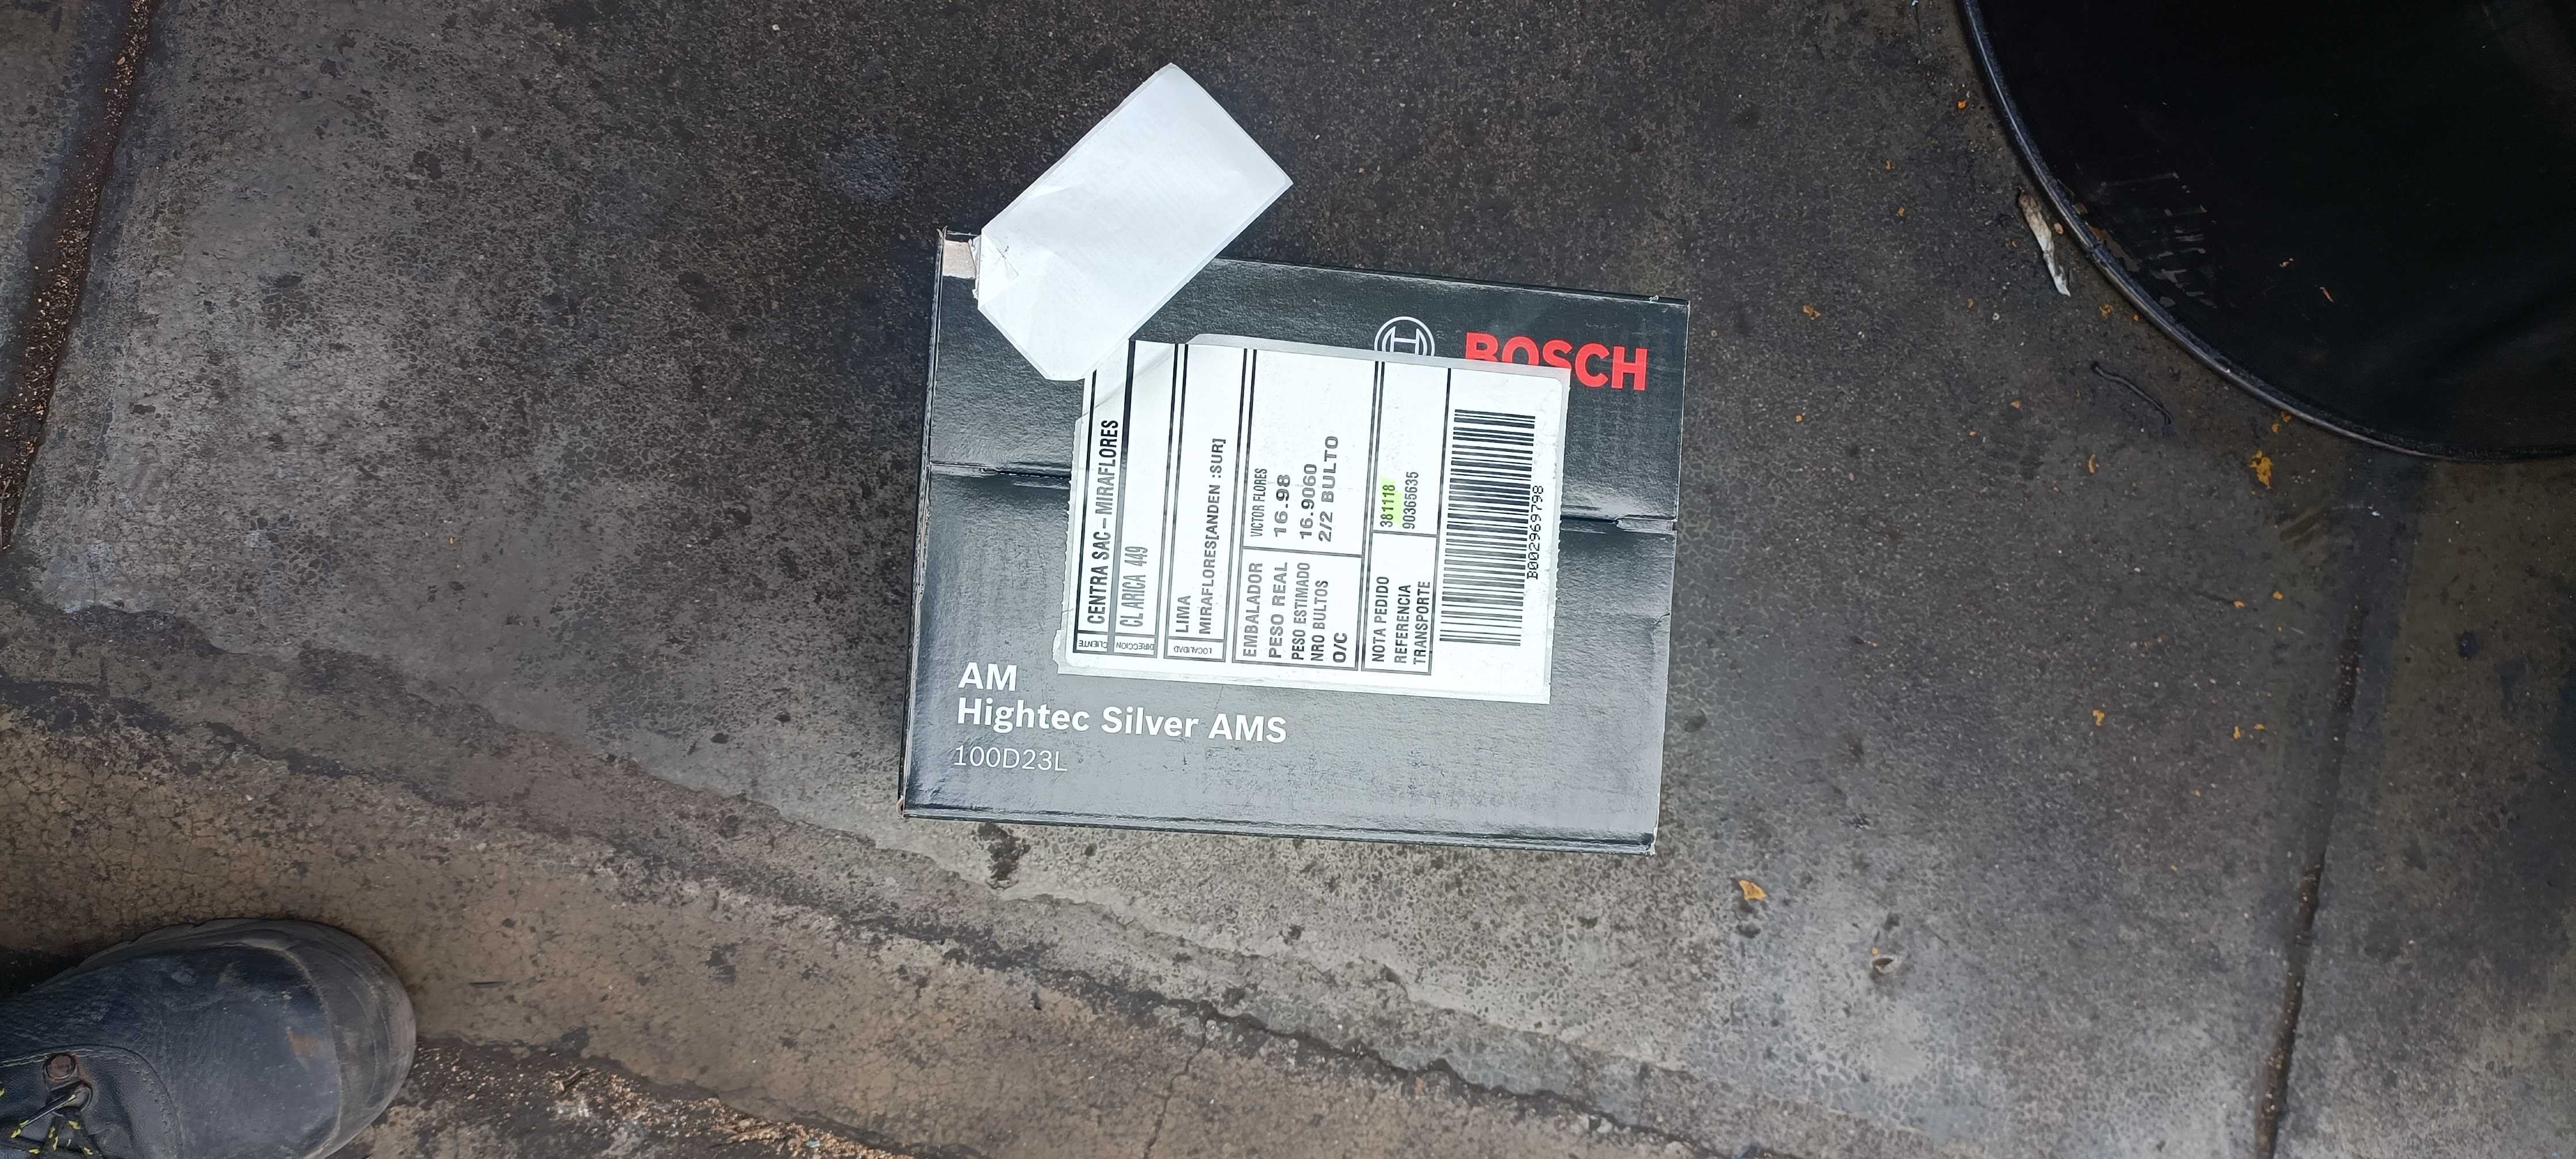 BOSCH
CLIENTE CENTRA SAC-MIRAFLORES
DIRECCION CL ARICA 449
LOCALIDAD LIMA
MIRAFLORES[ANDEN :SUR]
EMBALADOR VICTOR FLORES
PESO REAL 16.98
PESO ESTIMADO 16.9060
NRO BULTOS 2/2 BULTO
O/C
NOTA PEDIDO 381118
REFERENCIA 90365635
TRANSPORTE
B002969798
AM
Hightec Silver AMS
100D23L